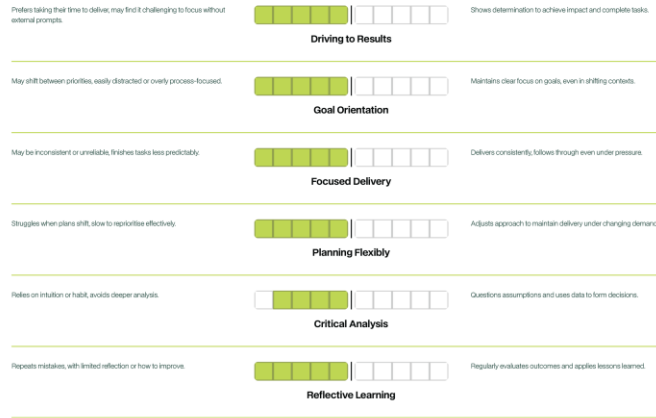 Prefers taking their time to deliver, may find it challenging to focus without
external prompts.
Shows determination to achieve impact and complete tasks.
Driving to Results
May shift between priorities, easily distracted or overly process-focused.
Maintains clear focus on goals, even in shifting contexts.
Goal Orientation
May be inconsistent or unreliable, finishes tasks less predictably.
Delivers consistently, follows through even under pressure.
Focused Delivery
Struggles when plans shift, slow to reprioritise effectively.
Adjusts approach to maintain delivery under changing demand
Planning Flexibly
Relies on intuition or habit, avoids deeper analysis.
Questions assumptions and uses data to form decisions.
Critical Analysis
Repeats mistakes, with limited reflection or how to improve.
Regularly evaluates outcomes and applies lessons learned.
Reflective Learning